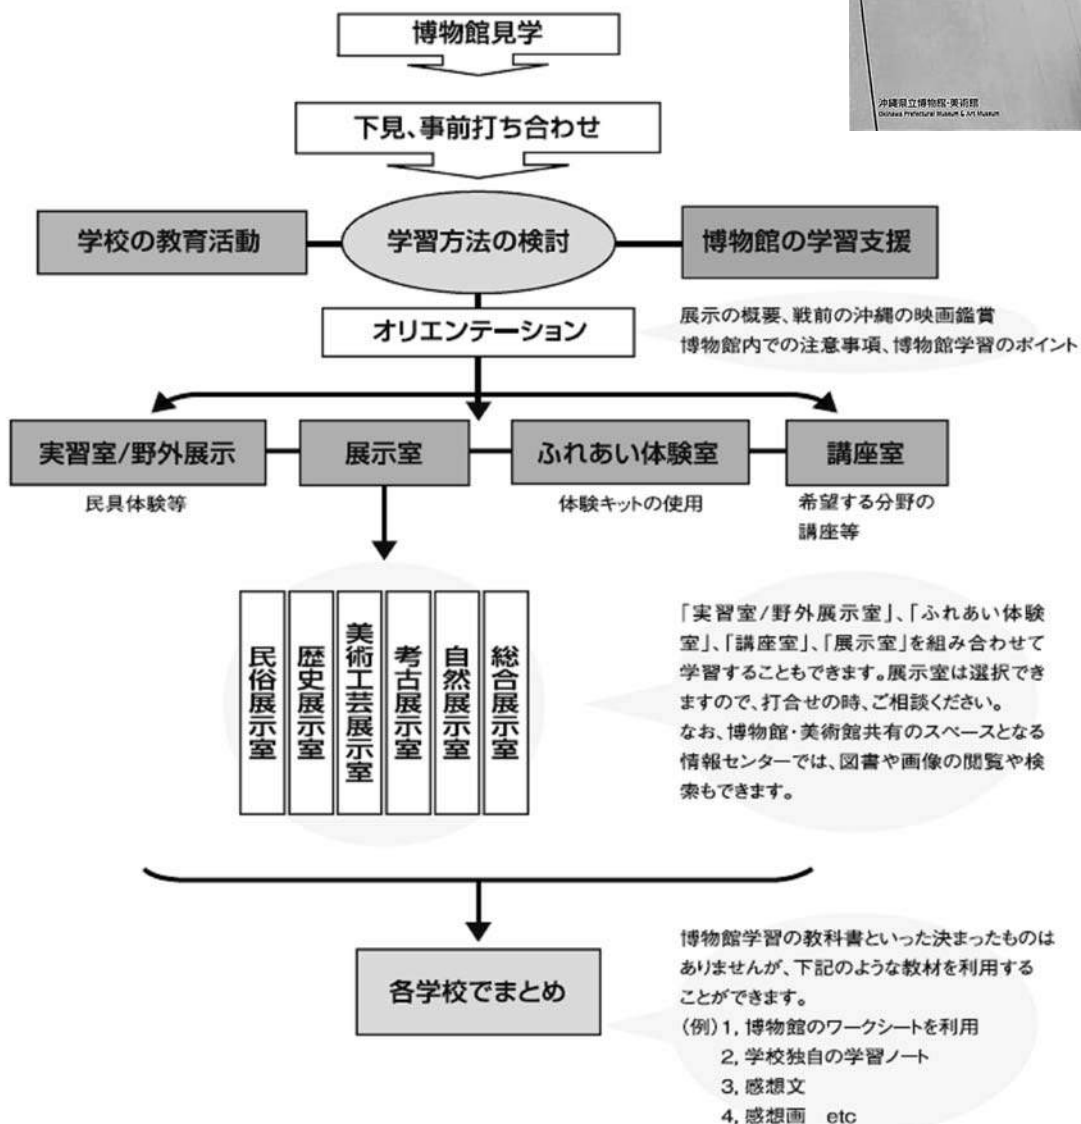 沖縄県立博物館・美術館
Okinawa Prefectural Museum & Art Museum
博物館見学
下見、事前打ち合わせ
学校の教育活動
学習方法の検討
博物館の学習支援
オリエンテーション
展示の概要、戦前の沖縄の映画鑑賞
博物館内での注意事項、博物館学習のポイント
実習室/野外展示
展示室
ふれあい体験室
講座室
民具体験等
体験キットの使用
希望する分野の
講座等
民俗展示室
歴史展示室
美術工芸展示室
考古展示室
自然展示室
総合展示室
「実習室/野外展示室」、「ふれあい体験
室」、「講座室」、「展示室」を組み合わせて
学習することもできます。展示室は選択でき
ますので、打合せの時、ご相談ください。
なお、博物館・美術館共有のスペースとなる
情報センターでは、図書や画像の閲覧や検
索もできます。
各学校でまとめ
博物館学習の教科書といった決まったものは
ありませんが、下記のような教材を利用する
ことができます。
(例)1, 博物館のワークシートを利用
2, 学校独自の学習ノート
3, 感想文
4, 感想画 etc